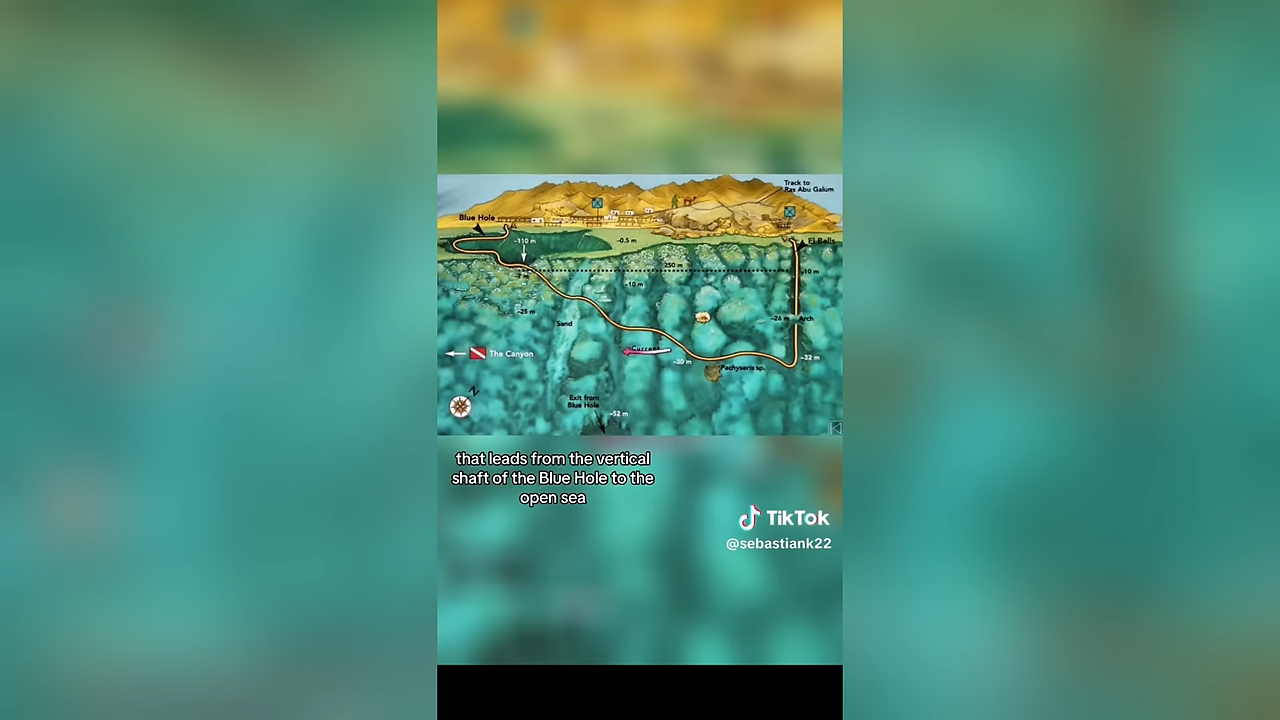 Track to
Ras Abu Galum
Blue Hole
El Bells
-110 m
-0.5 m
250 m
-10 m
-7 m
-10 m
-25 m
Sand
-26 m
Arch
Current
The Canyon
-30 m
-32 m
Pachyseris sp.
N
Exit from
Blue Hole
-52 m
that leads from the vertical
shaft of the Blue Hole to the
open sea
TikTok
@sebastiank22